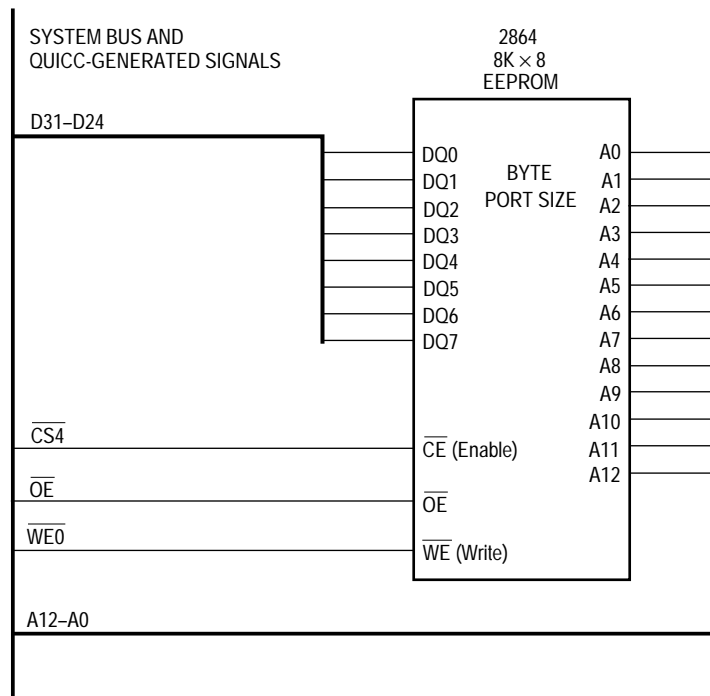 SYSTEM BUS AND
QUICC-GENERATED SIGNALS
2864
8K × 8
EEPROM
D31–D24
DQ0
DQ1
DQ2
DQ3
DQ4
DQ5
DQ6
DQ7
BYTE
PORT SIZE
A0
A1
A2
A3
A4
A5
A6
A7
A8
A9
A10
A11
A12
CS4
CE (Enable)
OE
OE
WE0
WE (Write)
A12–A0